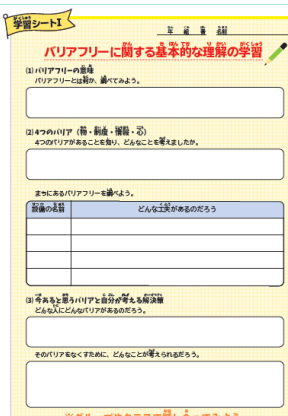 学習シートⅠ
年 組 番 名前
バリアフリーに関する基本的な理解の学習
(1)バリアフリーの意味
バリアフリーとは何か、調べてみよう。
(2)4つのバリア（物・制度・情報・心）
4つのバリアがあることを知り、どんなことを考えましたか。
まちにあるバリアフリーを調べよう。
設備の名前 どんな工夫があるのだろう
(3)今あると思うバリアと自分が考える解決策
どんな人にどんなバリアがあるのだろう。
そのバリアをなくすために、どんなことが考えられるだろう。